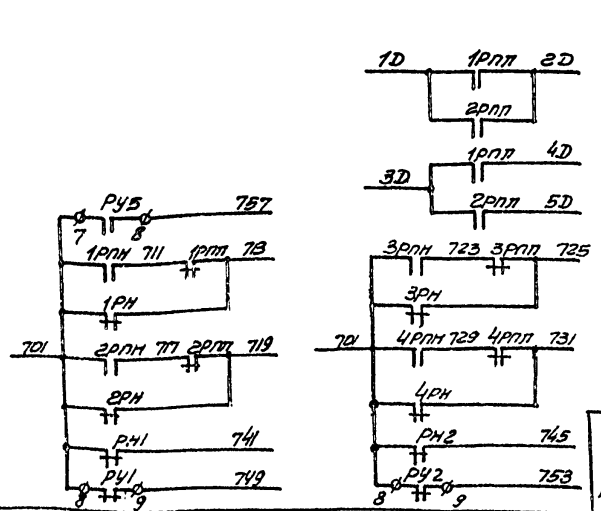 1D 1РПП 2D
2РПП
1РПП 4D
3D
2РПП 5D
РУ5 757
7 8
1РПН 711 1РПП 713
1РН
701 2РПН 717 2РПП 719
2РН
РН1 741
РУ1 749
8 9
3РПН 723 3РПП 725
3РН
701 4РПН 729 4РПП 731
4РН
РН2 745
РУ2 753
8 9